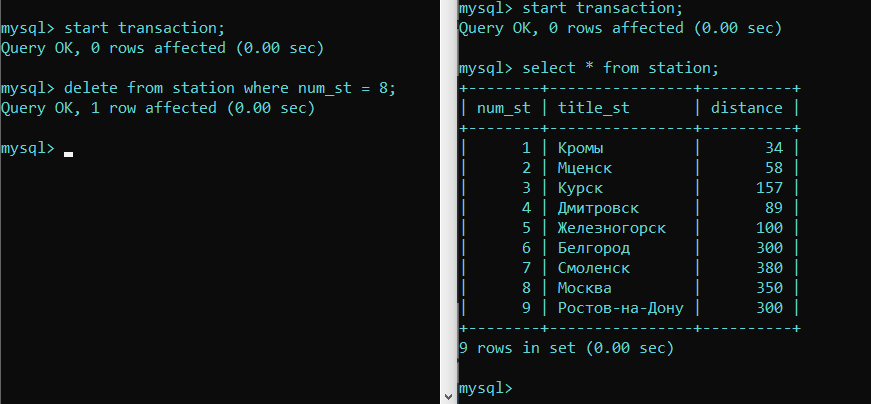 mysql> start transaction;
Query OK, 0 rows affected (0.00 sec)

mysql> delete from station where num_st = 8;
Query OK, 1 row affected (0.00 sec)

mysql>

start transaction;
Query OK, 0 rows affected (0.00 sec)

mysql> select * from station;
+--------+----------------+----------+
| num_st | title_st       | distance |
+--------+----------------+----------+
|      1 | Кромы          |       34 |
|      2 | Мценск         |       58 |
|      3 | Курск          |      157 |
|      4 | Дмитровск      |       89 |
|      5 | Железногорск   |      100 |
|      6 | Белгород       |      300 |
|      7 | Смоленск       |      380 |
|      8 | Москва         |      350 |
|      9 | Ростов-на-Дону |      300 |
+--------+----------------+----------+
9 rows in set (0.00 sec)

mysql>